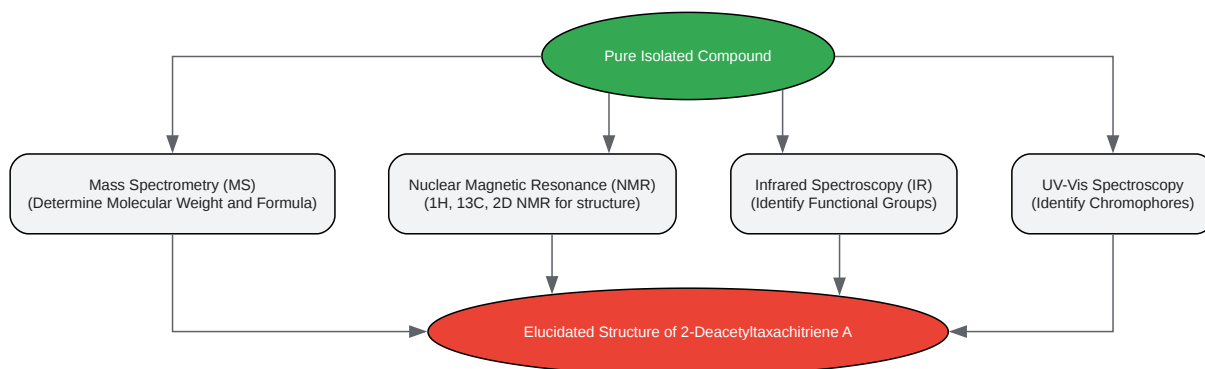 Pure Isolated Compound
Mass Spectrometry (MS)
(Determine Molecular Weight and Formula)
Nuclear Magnetic Resonance (NMR)
(1H, 13C, 2D NMR for structure)
Infrared Spectroscopy (IR)
(Identify Functional Groups)
UV-Vis Spectroscopy
(Identify Chromophores)
Elucidated Structure of 2-Deacetyltaxachitriene A